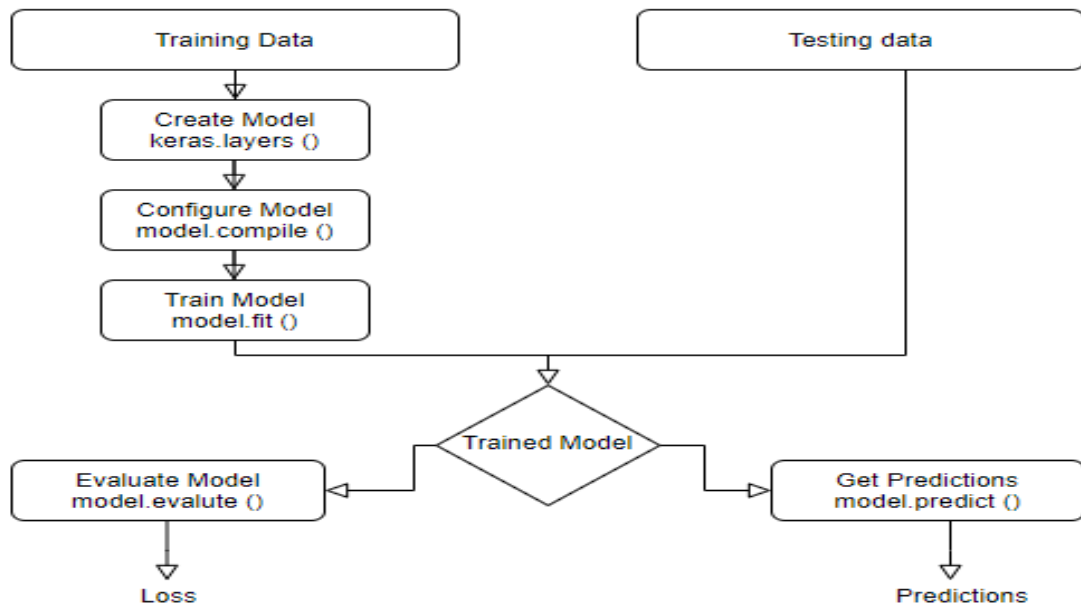 Training Data
Testing data
Create Model
keras.layers ()
Configure Model
model.compile ()
Train Model
model.fit ()
Trained Model
Evaluate Model
model.evalute ()
Get Predictions
model.predict ()
Loss
Predictions